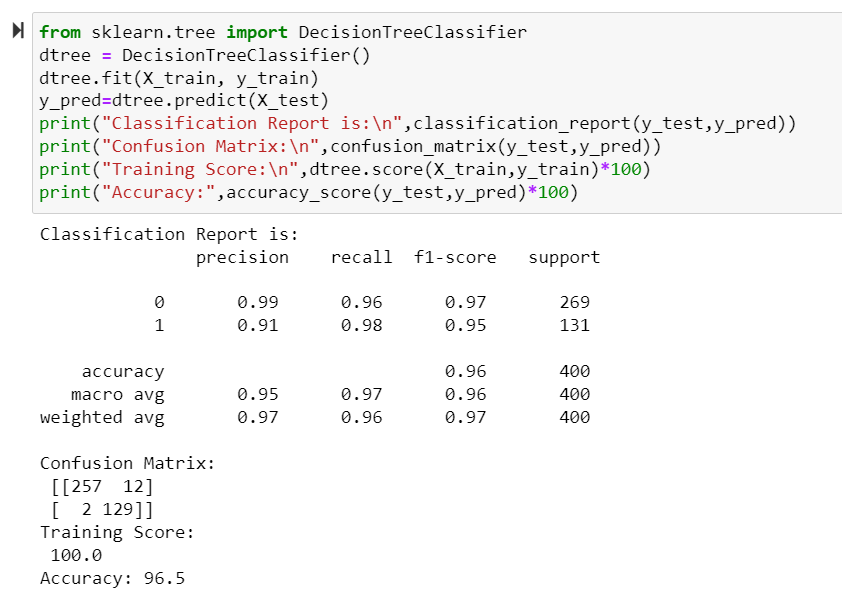 from sklearn.tree import DecisionTreeClassifier
dtree = DecisionTreeClassifier()
dtree.fit(X_train, y_train)
y_pred=dtree.predict(X_test)
print("Classification Report is:\n",classification_report(y_test,y_pred))
print("Confusion Matrix:\n",confusion_matrix(y_test,y_pred))
print("Training Score:\n",dtree.score(X_train,y_train)*100)
print("Accuracy:",accuracy_score(y_test,y_pred)*100)
Classification Report is:
               precision    recall  f1-score   support
           0       0.99      0.96      0.97       269
           1       0.91      0.98      0.95       131
    accuracy                           0.96       400
   macro avg       0.95      0.97      0.96       400
weighted avg       0.97      0.96      0.97       400
Confusion Matrix:
 [[257  12]
 [  2 129]]
Training Score:
 100.0
Accuracy: 96.5